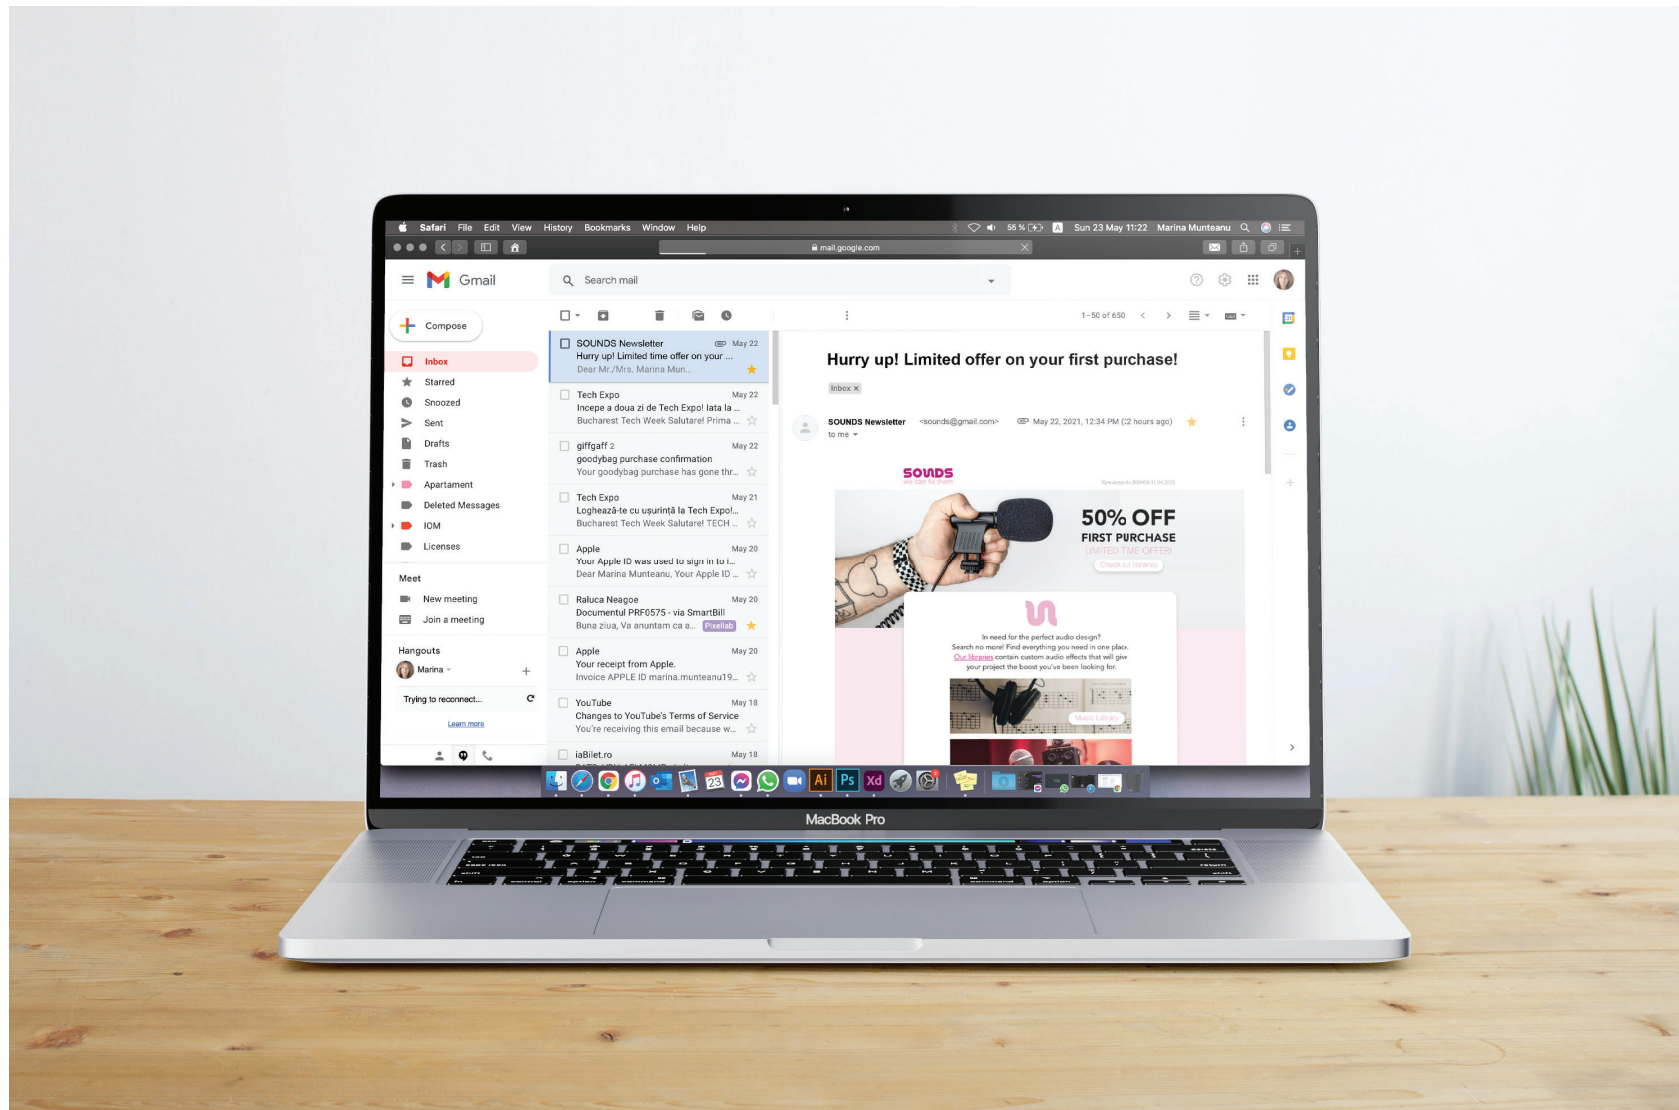 Safari File Edit View History Bookmarks Window Help
56 % Sun 23 May 11:22 Marina Munteanu
mail.google.com
Gmail
Search mail
Compose
1–50 of 650
Inbox
Starred
Snoozed
Sent
Drafts
Trash
Apartament
Deleted Messages
IOM
Licenses
Meet
New meeting
Join a meeting
Hangouts
Marina
Trying to reconnect...
Learn more
SOUNDS Newsletter May 22
Hurry up! Limited time offer on your ...
Dear Mr./Mrs. Marina Mun...
Tech Expo May 22
Incepe a doua zi de Tech Expo! Iata la ...
Bucharest Tech Week Salutare! Prima ...
giffgaff 2 May 22
goodybag purchase confirmation
Your goodybag purchase has gone thr...
Tech Expo May 21
Loghează-te cu ușurință la Tech Expo!...
Bucharest Tech Week Salutare! TECH ...
Apple May 20
Your Apple ID was used to sign in to i...
Dear Marina Munteanu, Your Apple ID ...
Raluca Neagoe May 20
Documentul PRF0575 - via SmartBill
Buna ziua, Va anuntam ca a... Pixellab
Apple May 20
Your receipt from Apple.
Invoice APPLE ID marina.munteanu19...
YouTube May 18
Changes to YouTube's Terms of Service
You're receiving this email because w...
iaBilet.ro May 18
Hurry up! Limited offer on your first purchase!
Inbox x
SOUNDS Newsletter <sounds@gmail.com> May 22, 2021, 12:34 PM (12 hours ago)
to me
SOUNDS
we can fix them
50% OFF
FIRST PURCHASE
LIMITED TME OFFER!
Check our libraries
In need for the perfect audio design?
Search no more! Find everything you need in one place.
Our libraries contain custom audio effects that will give
your project the boost you've been looking for.
Music Library
23
Ai Ps Xd
MacBook Pro